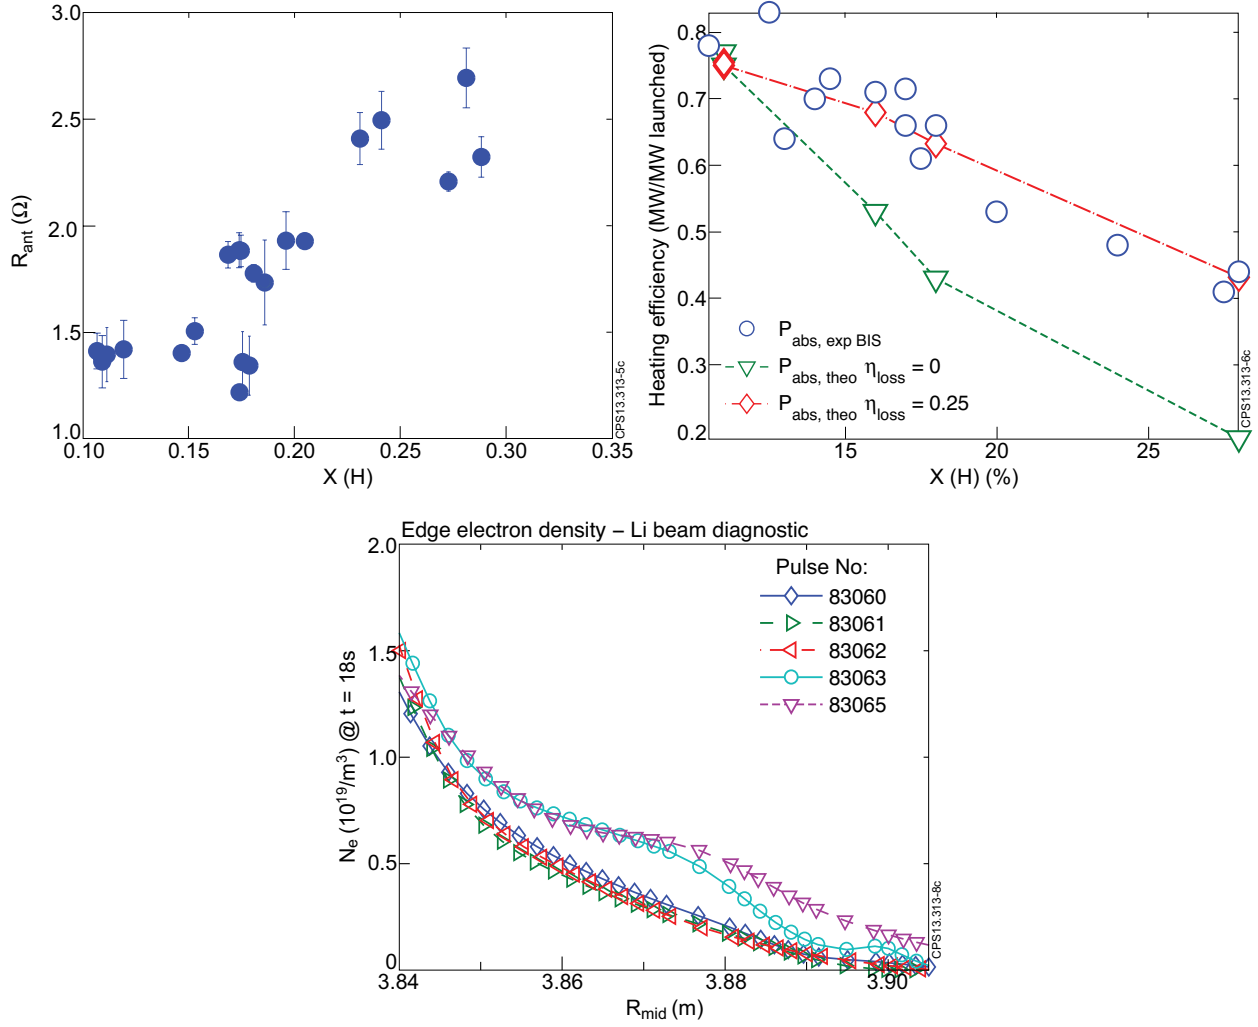 3.0
2.5
2.0
1.5
1.0
0.10
0.15
0.20
0.25
0.30
0.35
R_ant (Ω)
X (H)
CPS13.313-5c
0.8
0.7
0.6
0.5
0.4
0.3
0.2
15
20
25
Heating efficiency (MW/MW launched)
X (H) (%)
P_abs, exp BIS
P_abs, theo η_loss = 0
P_abs, theo η_loss = 0.25
CPS13.313-6c
Edge electron density – Li beam diagnostic
2.0
1.5
1.0
0.5
0
3.84
3.86
3.88
3.90
N_e (10^19/m^3) @ t = 18s
R_mid (m)
Pulse No:
83060
83061
83062
83063
83065
CPS13.313-8c